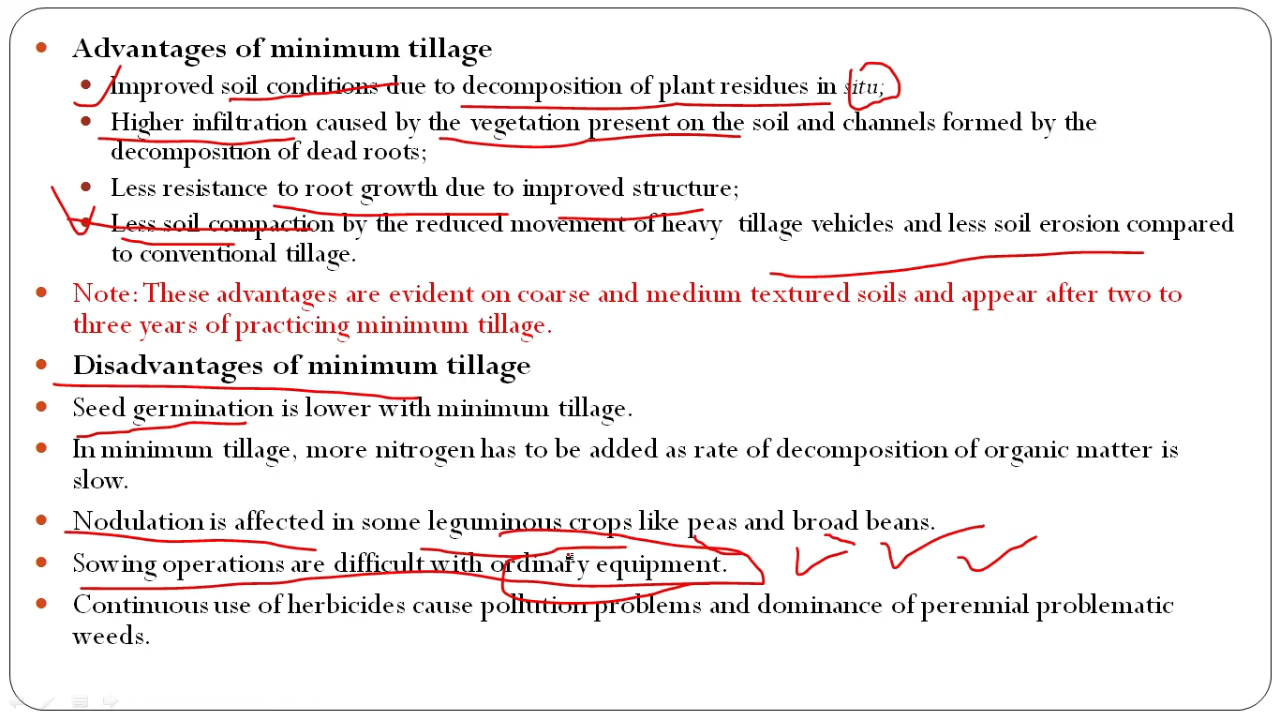 Advantages of minimum tillage
Improved soil conditions due to decomposition of plant residues in situ;
Higher infiltration caused by the vegetation present on the soil and channels formed by the
decomposition of dead roots;
Less resistance to root growth due to improved structure;
Less soil compaction by the reduced movement of heavy tillage vehicles and less soil erosion compared
to conventional tillage.
Note: These advantages are evident on coarse and medium textured soils and appear after two to
three years of practicing minimum tillage.
Disadvantages of minimum tillage
Seed germination is lower with minimum tillage.
In minimum tillage, more nitrogen has to be added as rate of decomposition of organic matter is
slow.
Nodulation is affected in some leguminous crops like peas and broad beans.
Sowing operations are difficult with ordinary equipment.
Continuous use of herbicides cause pollution problems and dominance of perennial problematic
weeds.